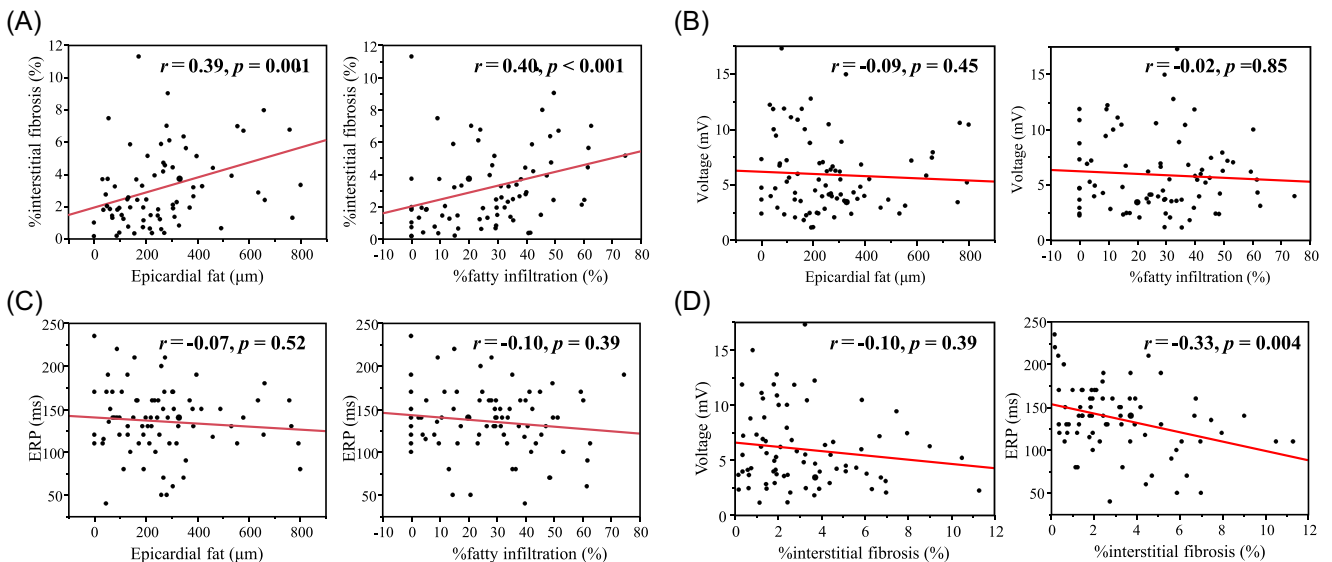 (A)
%interstitial fibrosis (%)
12
10
8
6
4
2
0
r = 0.39, p = 0.001
0 200 400 600 800
Epicardial fat (μm)
%interstitial fibrosis (%)
12
10
8
6
4
2
0
r = 0.40, p < 0.001
-10 0 10 20 30 40 50 60 70 80
%fatty infiltration (%)
(B)
Voltage (mV)
15
10
5
0
r = -0.09, p = 0.45
0 200 400 600 800
Epicardial fat (μm)
Voltage (mV)
15
10
5
0
r = -0.02, p =0.85
-10 0 10 20 30 40 50 60 70 80
%fatty infiltration (%)
(C)
ERP (ms)
250
200
150
100
50
r = -0.07, p = 0.52
0 200 400 600 800
Epicardial fat (μm)
ERP (ms)
250
200
150
100
50
r = -0.10, p = 0.39
-10 0 10 20 30 40 50 60 70 80
%fatty infiltration (%)
(D)
Voltage (mV)
15
10
5
0
r = -0.10, p = 0.39
0 2 4 6 8 10 12
%interstitial fibrosis (%)
ERP (ms)
250
200
150
100
50
r = -0.33, p = 0.004
0 2 4 6 8 10 12
%interstitial fibrosis (%)